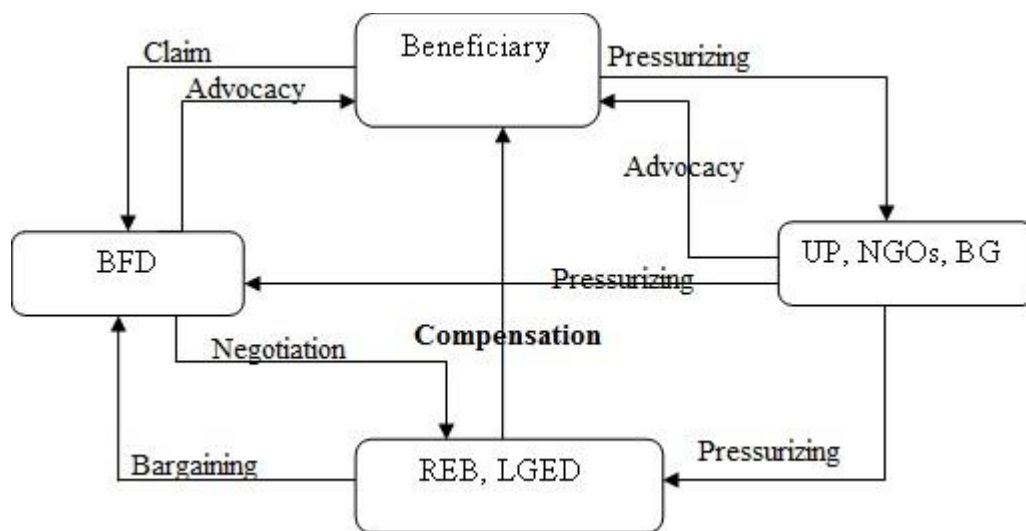 Beneficiary
Claim
Pressurizing
Advocacy
Advocacy
BFD
UP, NGOs, BG
Pressurizing
Compensation
Negotiation
Pressurizing
Bargaining
REB, LGED